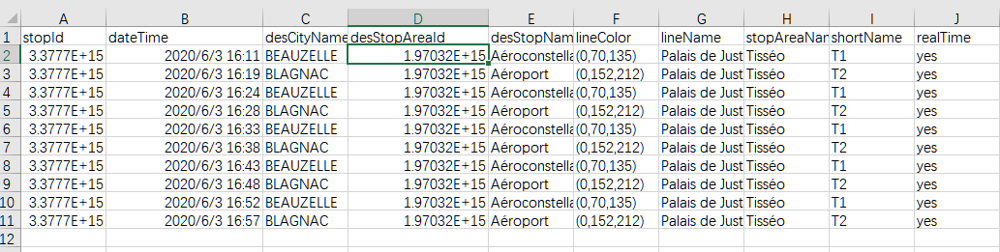 A B C D E F G H I J
1 stopId dateTime desCityName desStopAreaId desStopNam lineColor lineName stopAreaNan shortName realTime
2 3.3777E+15 2020/6/3 16:11 BEAUZELLE 1.97032E+15 Aéroconstella (0,70,135) Palais de Just Tisséo T1 yes
3 3.3777E+15 2020/6/3 16:19 BLAGNAC 1.97032E+15 Aéroport (0,152,212) Palais de Just Tisséo T2 yes
4 3.3777E+15 2020/6/3 16:24 BEAUZELLE 1.97032E+15 Aéroconstella (0,70,135) Palais de Just Tisséo T1 yes
5 3.3777E+15 2020/6/3 16:28 BLAGNAC 1.97032E+15 Aéroport (0,152,212) Palais de Just Tisséo T2 yes
6 3.3777E+15 2020/6/3 16:33 BEAUZELLE 1.97032E+15 Aéroconstella (0,70,135) Palais de Just Tisséo T1 yes
7 3.3777E+15 2020/6/3 16:38 BLAGNAC 1.97032E+15 Aéroport (0,152,212) Palais de Just Tisséo T2 yes
8 3.3777E+15 2020/6/3 16:43 BEAUZELLE 1.97032E+15 Aéroconstella (0,70,135) Palais de Just Tisséo T1 yes
9 3.3777E+15 2020/6/3 16:48 BLAGNAC 1.97032E+15 Aéroport (0,152,212) Palais de Just Tisséo T2 yes
10 3.3777E+15 2020/6/3 16:52 BEAUZELLE 1.97032E+15 Aéroconstella (0,70,135) Palais de Just Tisséo T1 yes
11 3.3777E+15 2020/6/3 16:57 BLAGNAC 1.97032E+15 Aéroport (0,152,212) Palais de Just Tisséo T2 yes
12